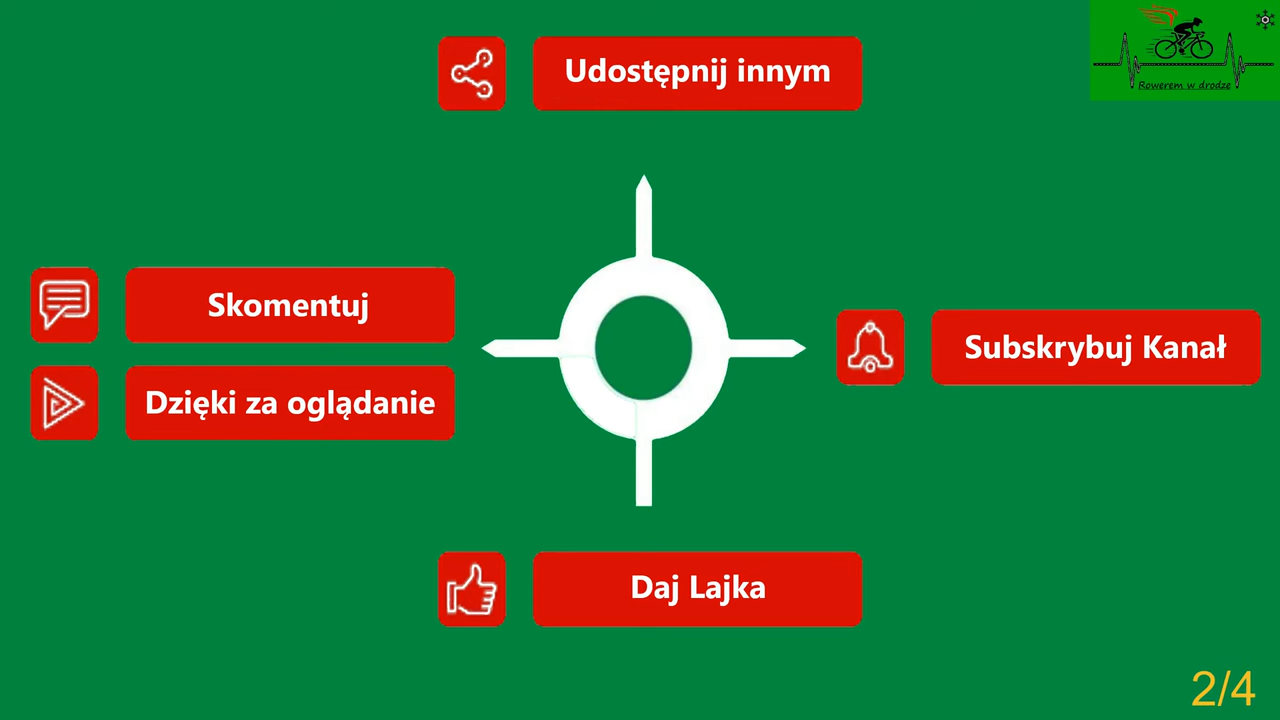 Udostępnij innym
Rowerem w drodze
Skomentuj
Dzięki za oglądanie
Subskrybuj Kanał
Daj Lajka
2/4